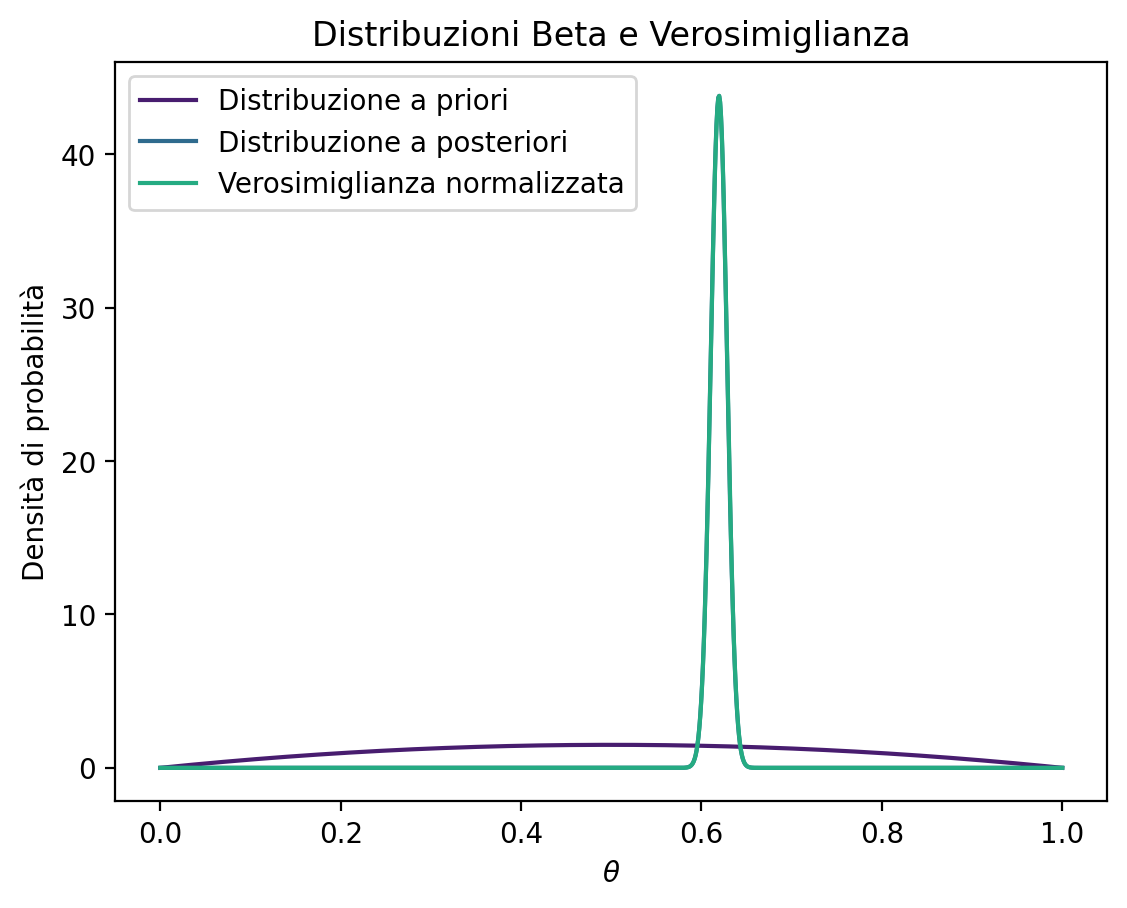 Distribuzioni Beta e Verosimiglianza
Distribuzione a priori
Distribuzione a posteriori
Verosimiglianza normalizzata
Densità di probabilità
40
30
20
10
0
0.0 0.2 0.4 0.6 0.8 1.0
θ